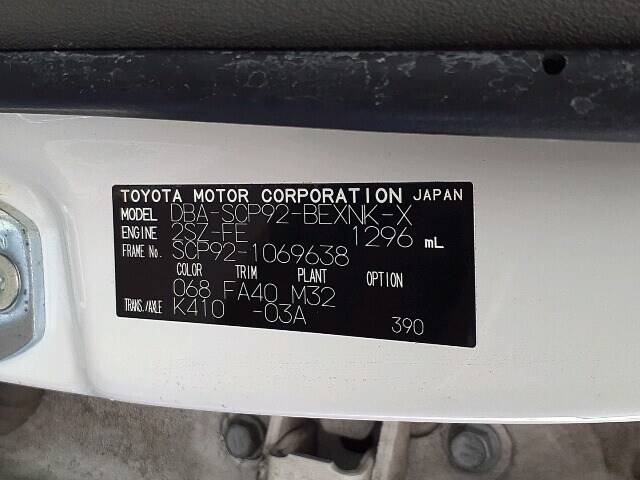 TOYOTA MOTOR CORPORATION JAPAN
MODEL DBA-SCP92-BEXNK-X
ENGINE 2SZ-FE 1296 mL
FRAME No. SCP92-1069638
COLOR TRIM PLANT OPTION
068 FA40 M32
TRANS./AXLE K410 -03A
390